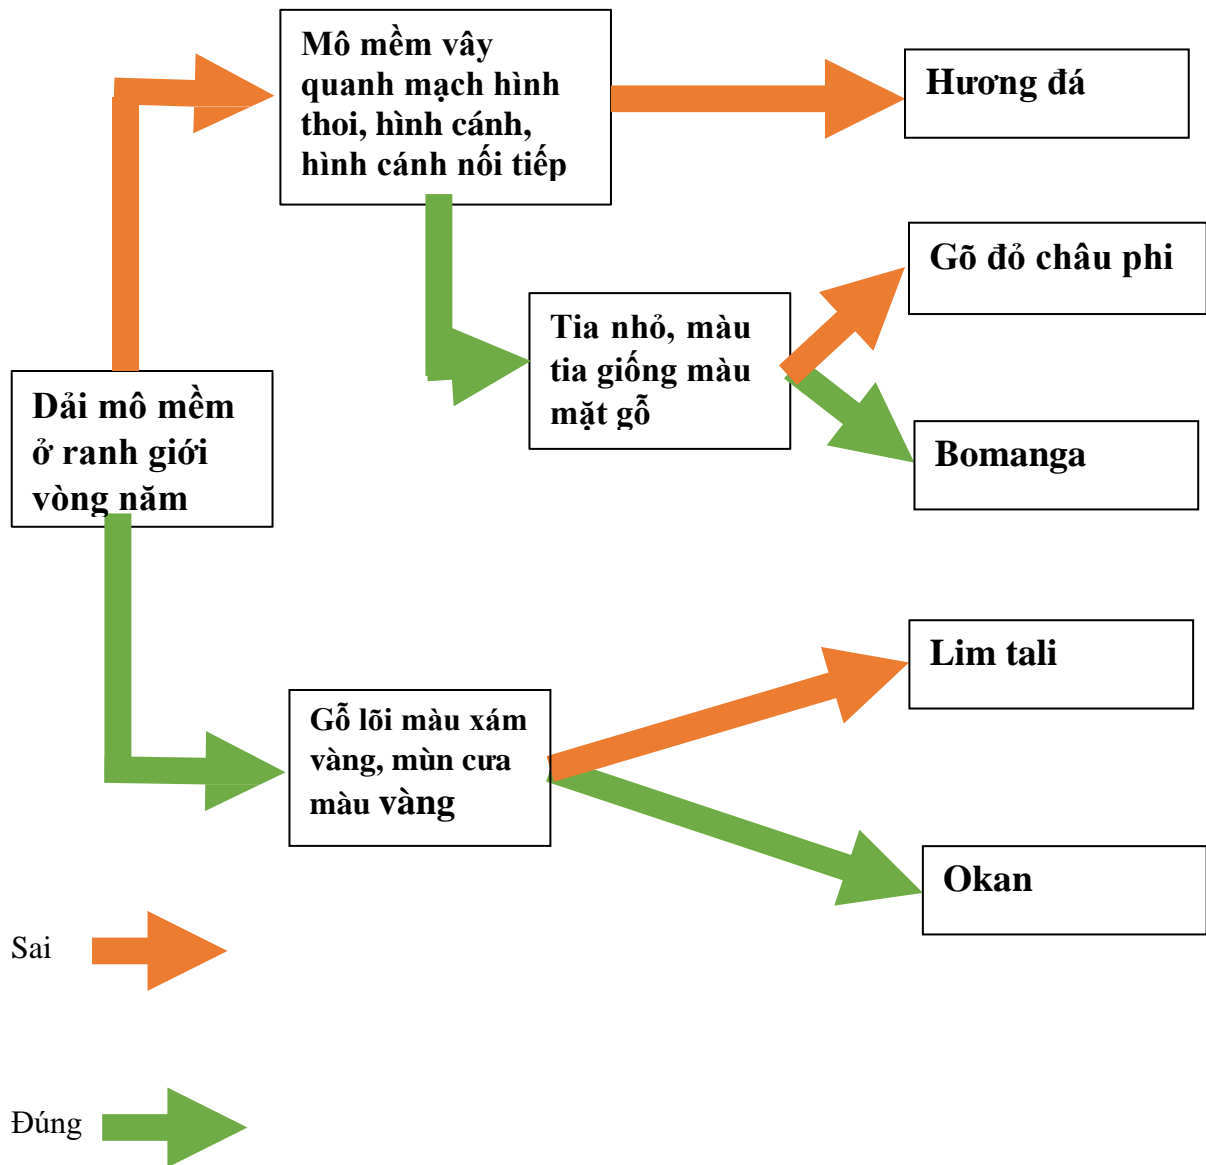 Mô mềm vây
quanh mạch hình
thoi, hình cánh,
hình cánh nối tiếp
Hương đá
Gõ đỏ châu phi
Tia nhỏ, màu
tia giống màu
mặt gỗ
Dải mô mềm
ở ranh giới
vòng năm
Bomanga
Lim tali
Gỗ lõi màu xám
vàng, mùn cưa
màu vàng
Okan
Sai
Đúng